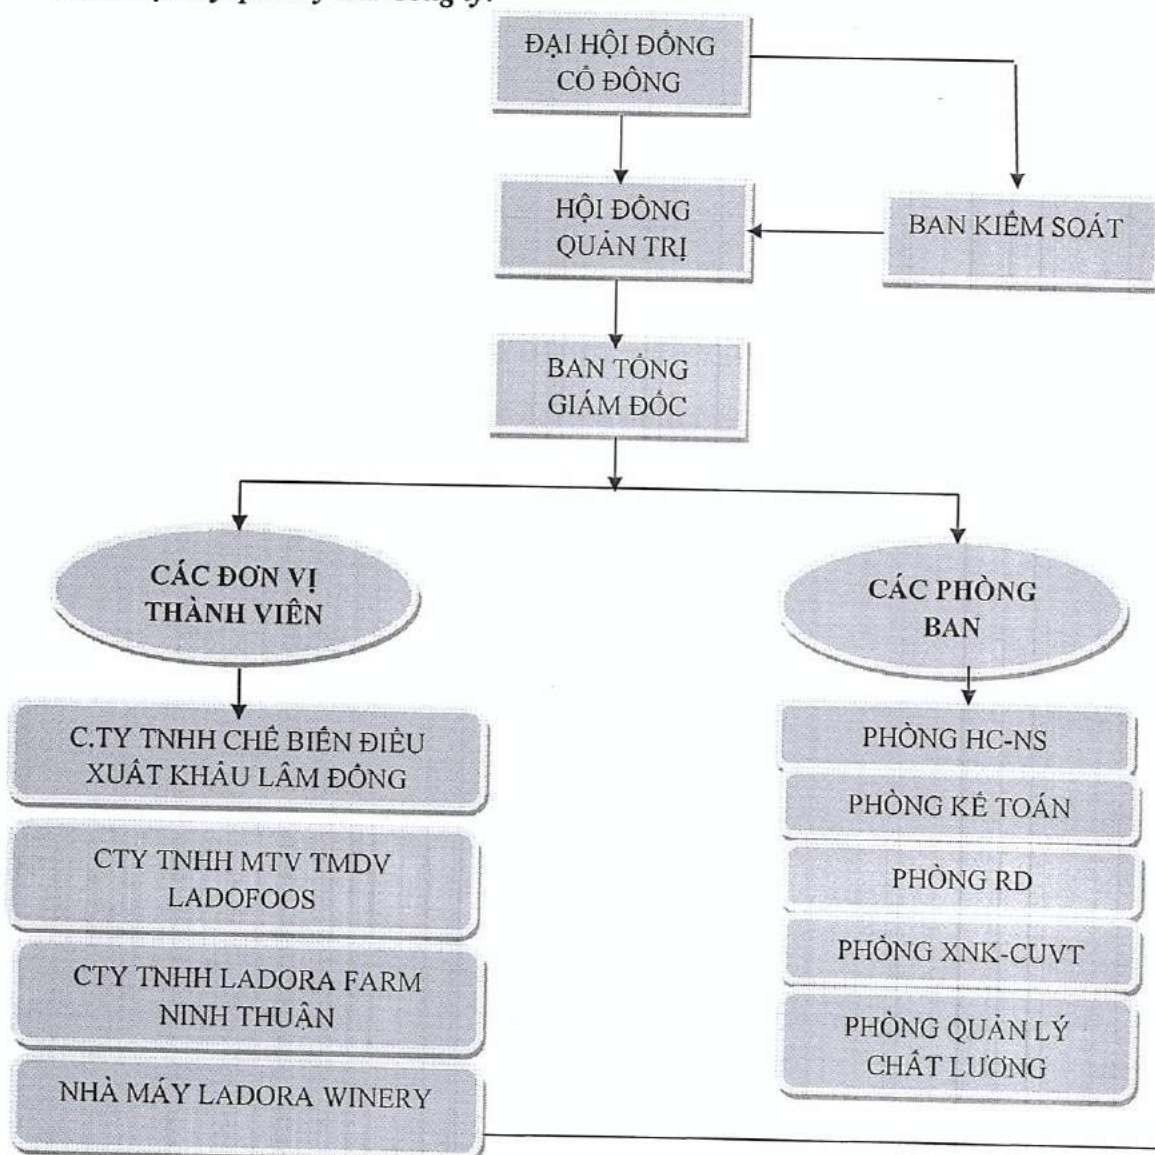 ĐẠI HỘI ĐỒNG
CỔ ĐÔNG
HỘI ĐỒNG
QUẢN TRỊ
BAN KIỂM SOÁT
BAN TỔNG
GIÁM ĐỐC
CÁC ĐƠN VỊ
THÀNH VIÊN
CÁC PHÒNG
BAN
C.TY TNHH CHẾ BIẾN ĐIỀU
XUẤT KHẨU LÂM ĐỒNG
CTY TNHH MTV TMDV
LADOFOOS
CTY TNHH LADORA FARM
NINH THUẬN
NHÀ MÁY LADORA WINERY
PHÒNG HC-NS
PHÒNG KẾ TOÁN
PHÒNG RD
PHÒNG XNK-CUVT
PHÒNG QUẢN LÝ
CHẤT LƯƠNG